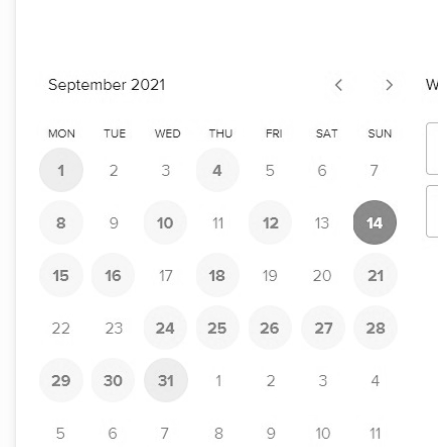 September 2021 < > W
MON TUE WED THU FRI SAT SUN
1 2 3 4 5 6 7
8 9 10 11 12 13 14
15 16 17 18 19 20 21
22 23 24 25 26 27 28
29 30 31 1 2 3 4
5 6 7 8 9 10 11